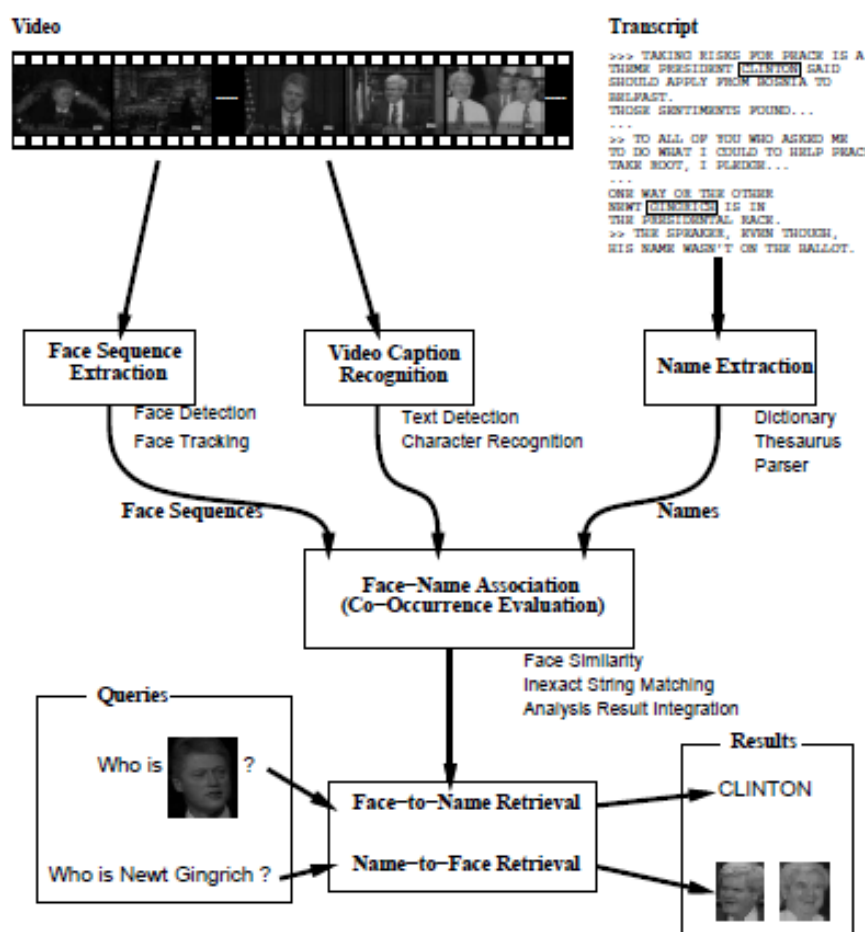 Video
Transcript
>>> TAKING RISKS FOR PEACE IS A
THEME PRESIDENT CLINTON SAID
SHOULD APPLY FROM BOSNIA TO
BELFAST.
THOSE SENTIMENTS FOUND...
...
>> TO ALL OF YOU WHO ASKED ME
TO DO WHAT I COULD TO HELP PEAC
TAKE ROOT, I PLEDGE...
...
ONE WAY OR THE OTHER
NEWT GINGRICH IS IN
THE PRESIDENTAL RACE.
>> THE SPEAKER, EVEN THOUGH,
HIS NAME WASN'T ON THE BALLOT.
Face Sequence
Extraction
Video Caption
Recognition
Name Extraction
Face Detection
Face Tracking
Text Detection
Character Recognition
Dictionary
Thesaurus
Parser
Face Sequences
Names
Face-Name Association
(Co-Occurrence Evaluation)
Face Similarity
Inexact String Matching
Analysis Result Integration
Queries
Who is ?
Who is Newt Gingrich ?
Face-to-Name Retrieval
Name-to-Face Retrieval
Results
CLINTON